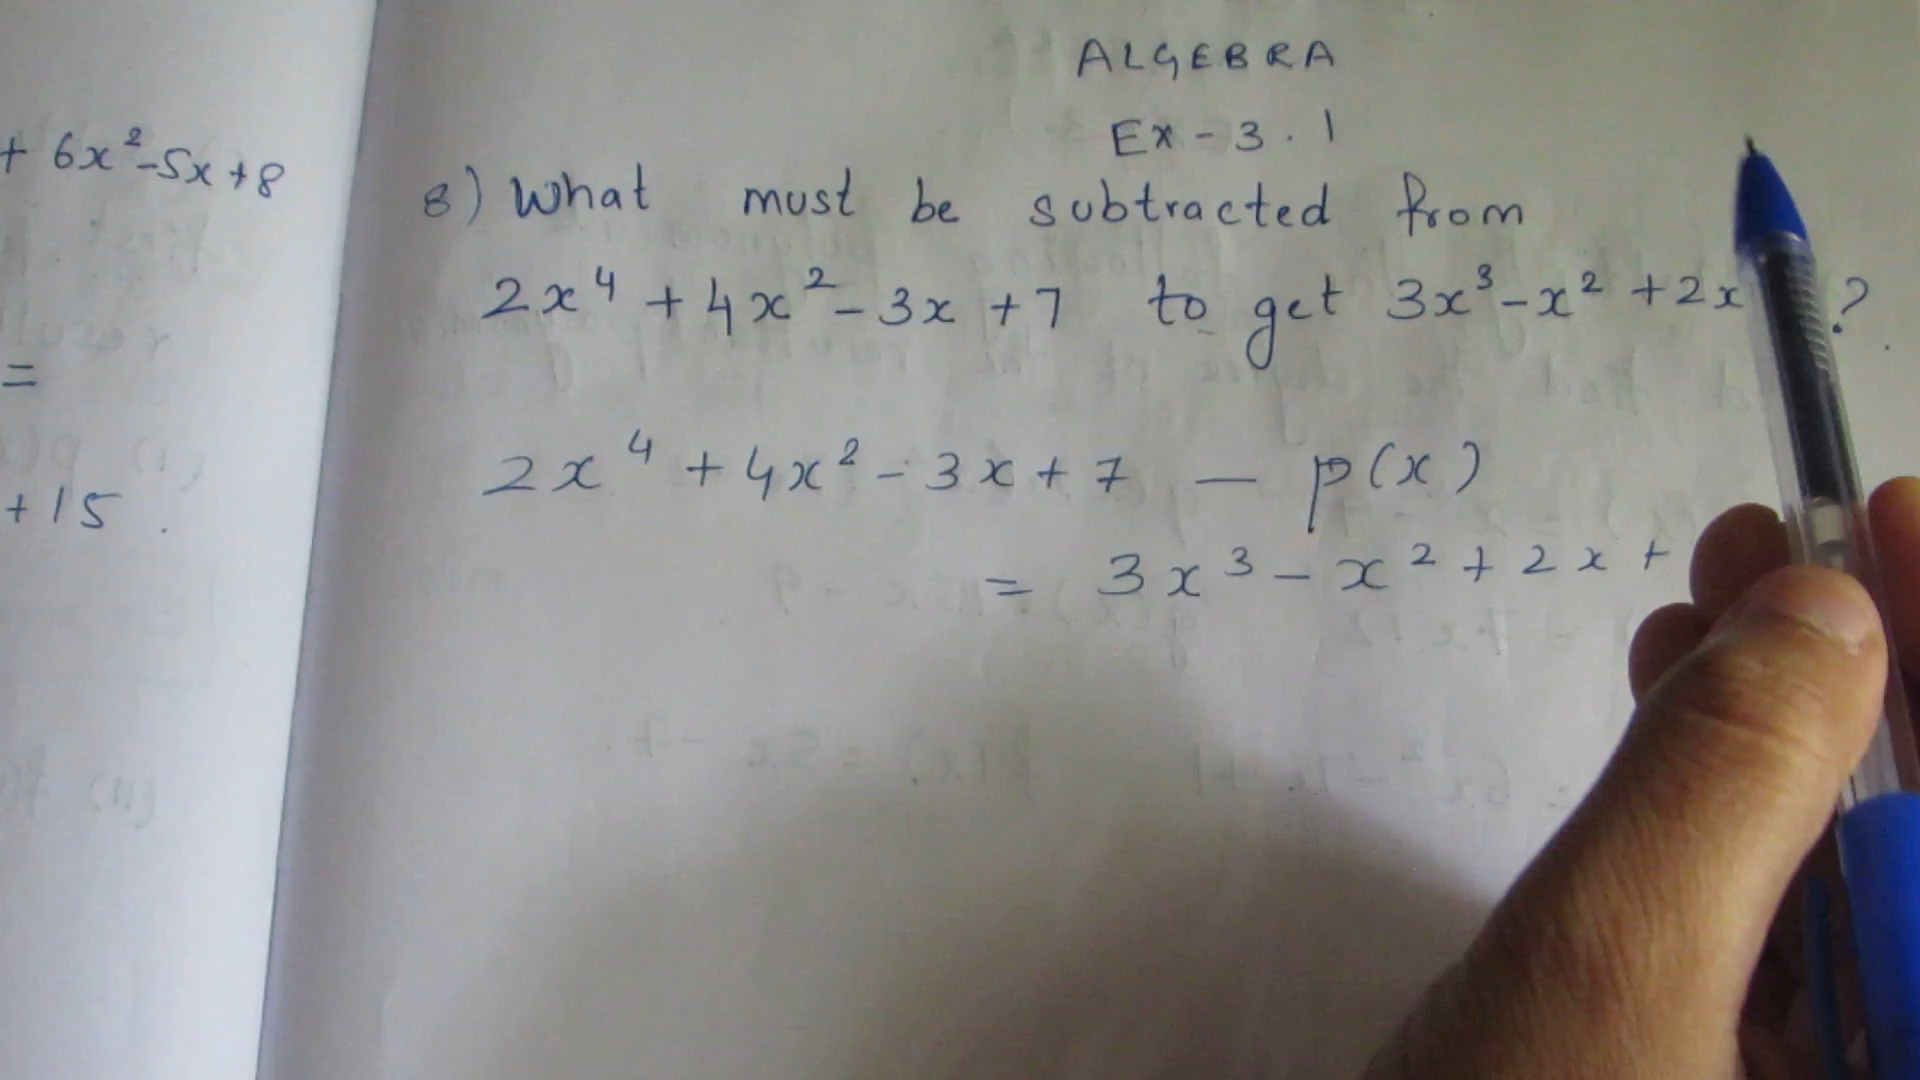 + 6x²-5x+8
=
+15.
ALGEBRA
Ex-3.1
8) What must be subtracted from
2x⁴ + 4x² - 3x + 7 to get 3x³ - x² + 2x ?
2x⁴ + 4x² - 3x + 7 — p(x)
= 3x³ - x² + 2x +